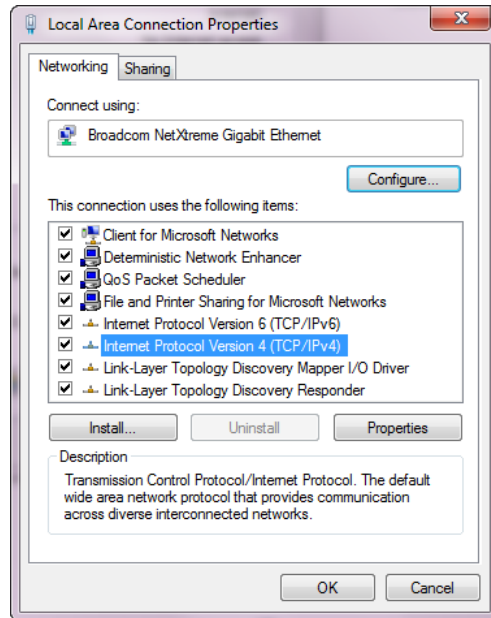 Local Area Connection Properties
Networking
Sharing
Connect using:
Broadcom NetXtreme Gigabit Ethernet
Configure...
This connection uses the following items:
Client for Microsoft Networks
Deterministic Network Enhancer
QoS Packet Scheduler
File and Printer Sharing for Microsoft Networks
Internet Protocol Version 6 (TCP/IPv6)
Internet Protocol Version 4 (TCP/IPv4)
Link-Layer Topology Discovery Mapper I/O Driver
Link-Layer Topology Discovery Responder
Install...
Uninstall
Properties
Description
Transmission Control Protocol/Internet Protocol. The default
wide area network protocol that provides communication
across diverse interconnected networks.
OK
Cancel